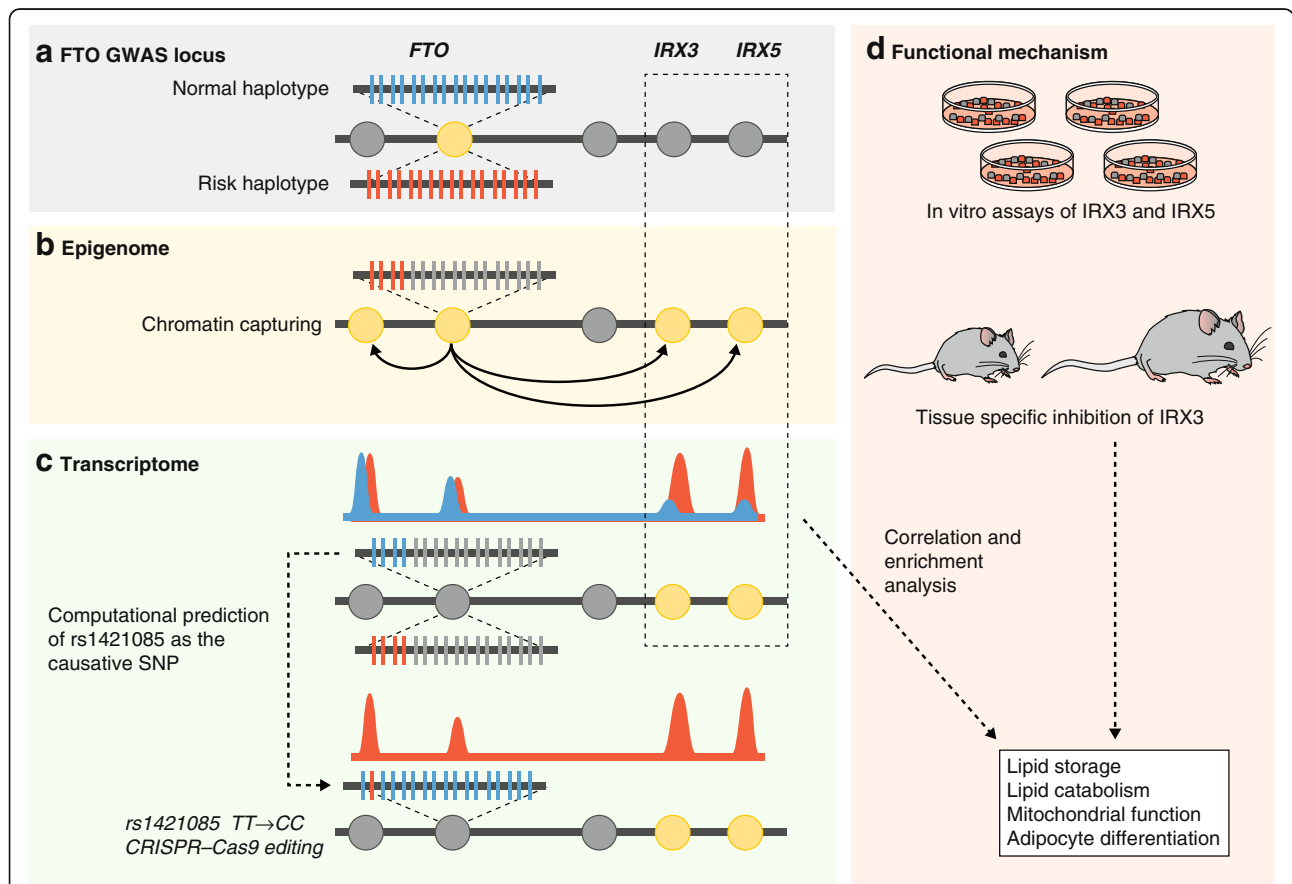 a FTO GWAS locus
FTO
IRX3
IRX5
Normal haplotype
Risk haplotype
b Epigenome
Chromatin capturing
c Transcriptome
Computational prediction
of rs1421085 as the
causative SNP
rs1421085 TT→CC
CRISPR–Cas9 editing
d Functional mechanism
In vitro assays of IRX3 and IRX5
Tissue specific inhibition of IRX3
Correlation and
enrichment
analysis
Lipid storage
Lipid catabolism
Mitochondrial function
Adipocyte differentiation